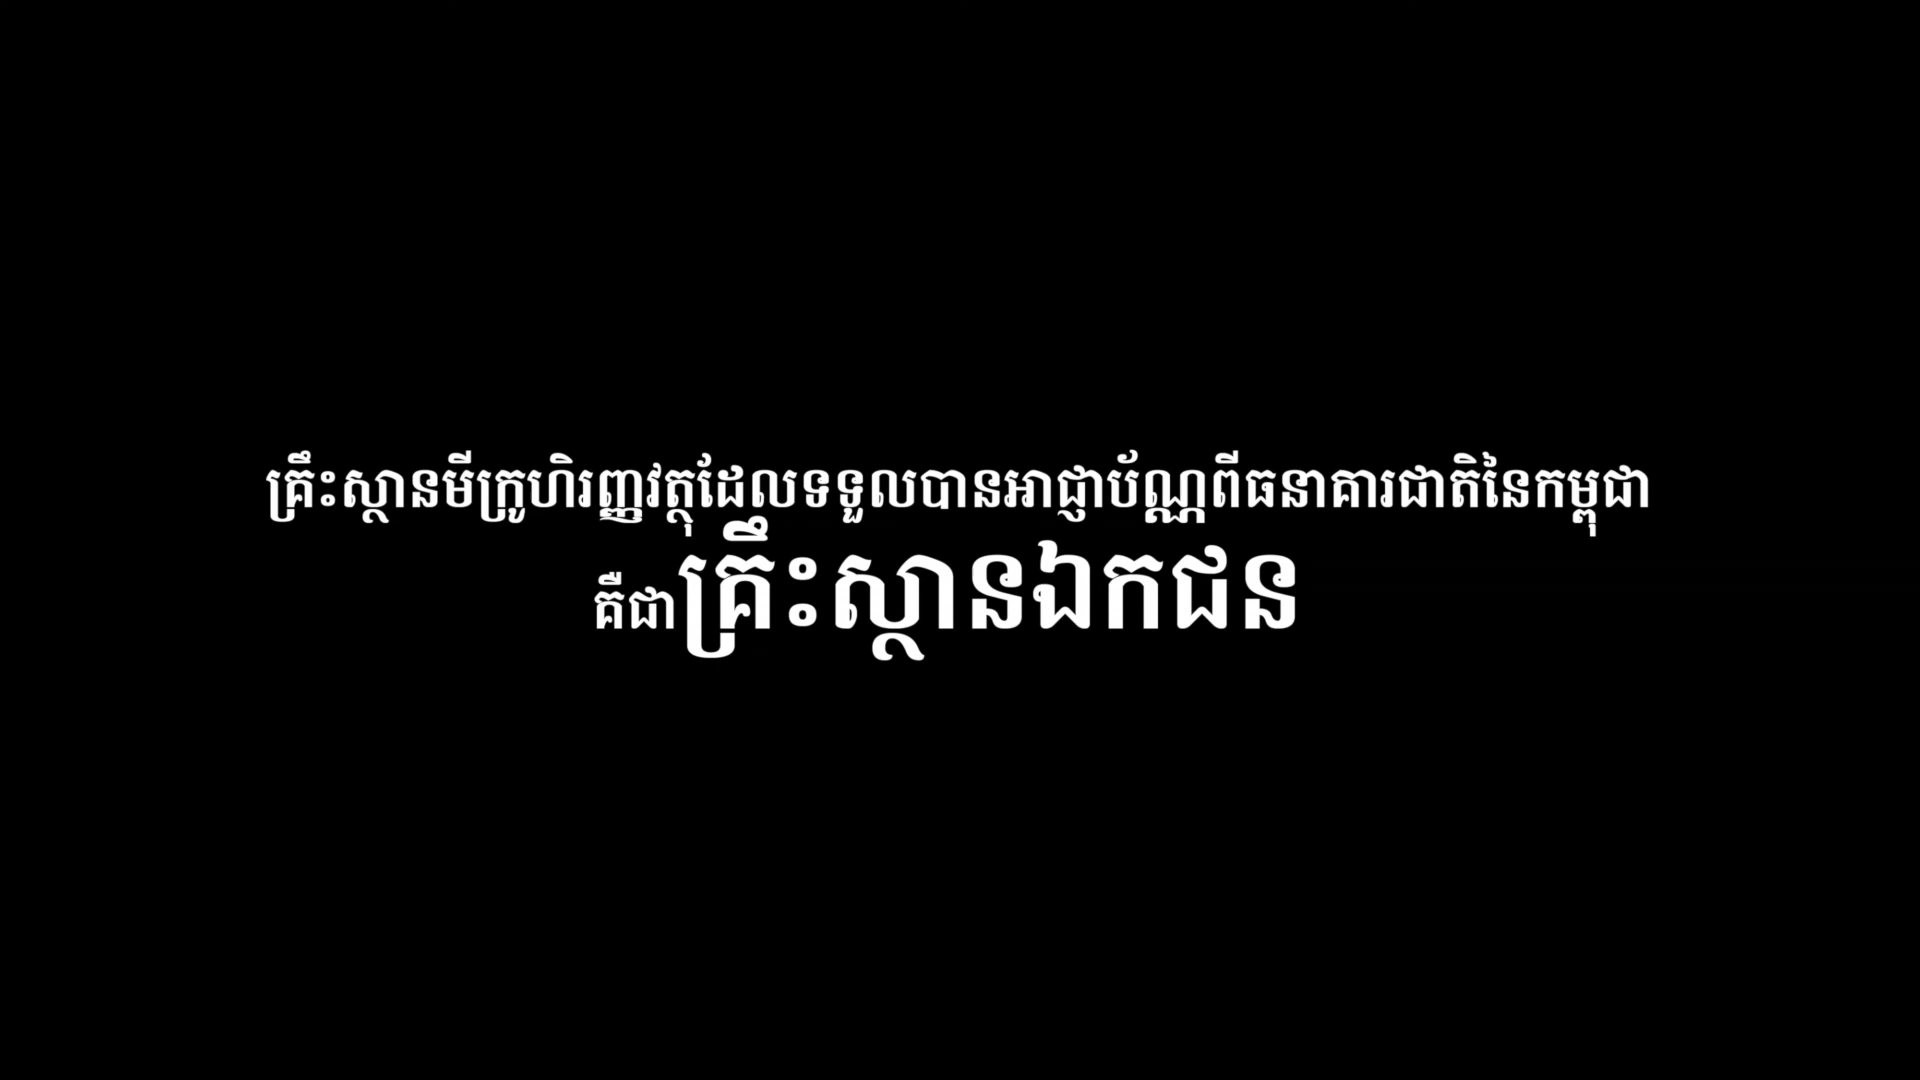 គ្រឹះស្ថានមីក្រូហិរញ្ញវត្ថុដែលទទួលបានអាជ្ញាប័ណ្ណពីធនាគារជាតិនៃកម្ពុជា
គឺជាគ្រឹះស្ថានឯកជន